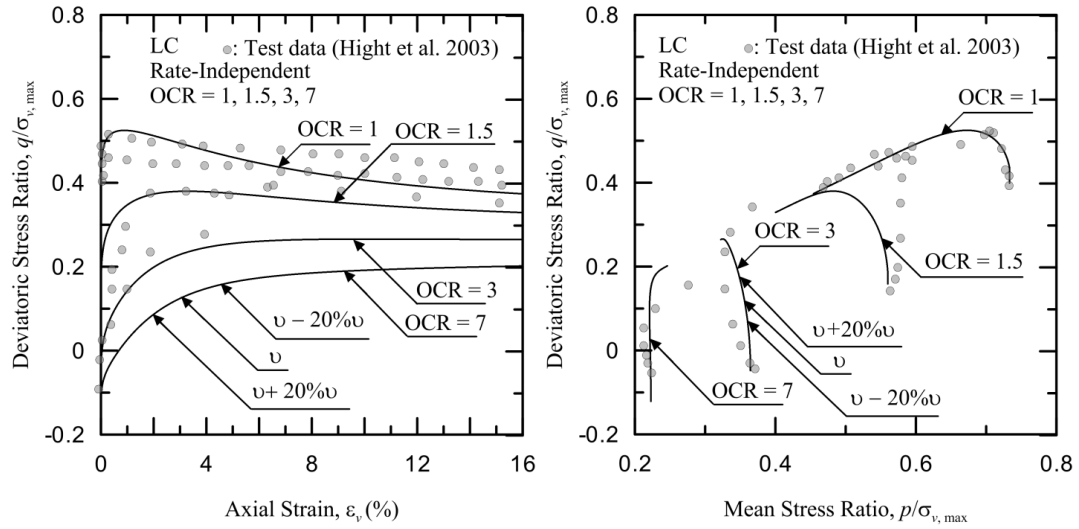 0.8
LC
: Test data (Hight et al. 2003)
Rate-Independent
OCR = 1, 1.5, 3, 7
0.6
OCR = 1
OCR = 1.5
0.4
0.2
OCR = 3
υ – 20%υ
OCR = 7
0
υ
υ+ 20%υ
-0.2
0 4 8 12 16
Axial Strain, εᵥ (%)
Deviatoric Stress Ratio, q/σᵥ, max
0.8
LC
: Test data (Hight et al. 2003)
Rate-Independent
OCR = 1, 1.5, 3, 7
OCR = 1
0.6
0.4
OCR = 3
0.2
OCR = 1.5
υ+20%υ
0
υ
OCR = 7
υ – 20%υ
-0.2
0.2 0.4 0.6 0.8
Mean Stress Ratio, p/σᵥ, max
Deviatoric Stress Ratio, q/σᵥ, max